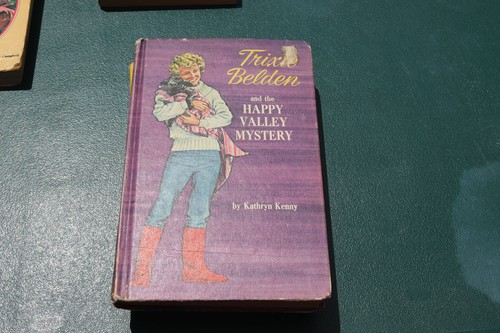 Trixie
Belden
and the
HAPPY
VALLEY
MYSTERY
by Kathryn Kenny